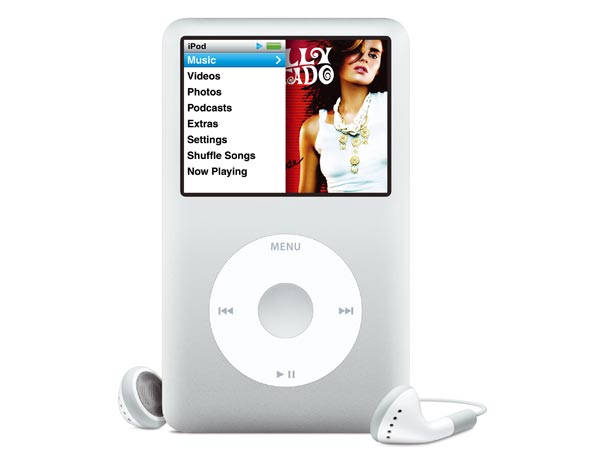 iPod
Music
Videos
Photos
Podcasts
Extras
Settings
Shuffle Songs
Now Playing
LLY
ADO
MENU